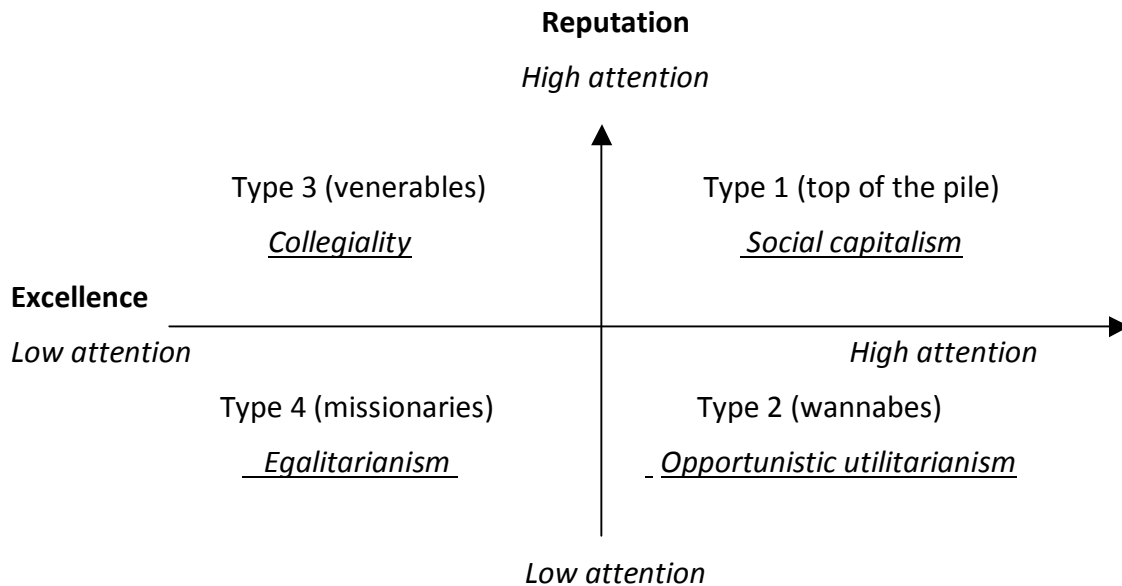 Reputation
High attention
Type 3 (venerables)
Type 1 (top of the pile)
Collegiality
Social capitalism
Excellence
Low attention
High attention
Type 4 (missionaries)
Type 2 (wannabes)
Egalitarianism
Opportunistic utilitarianism
Low attention